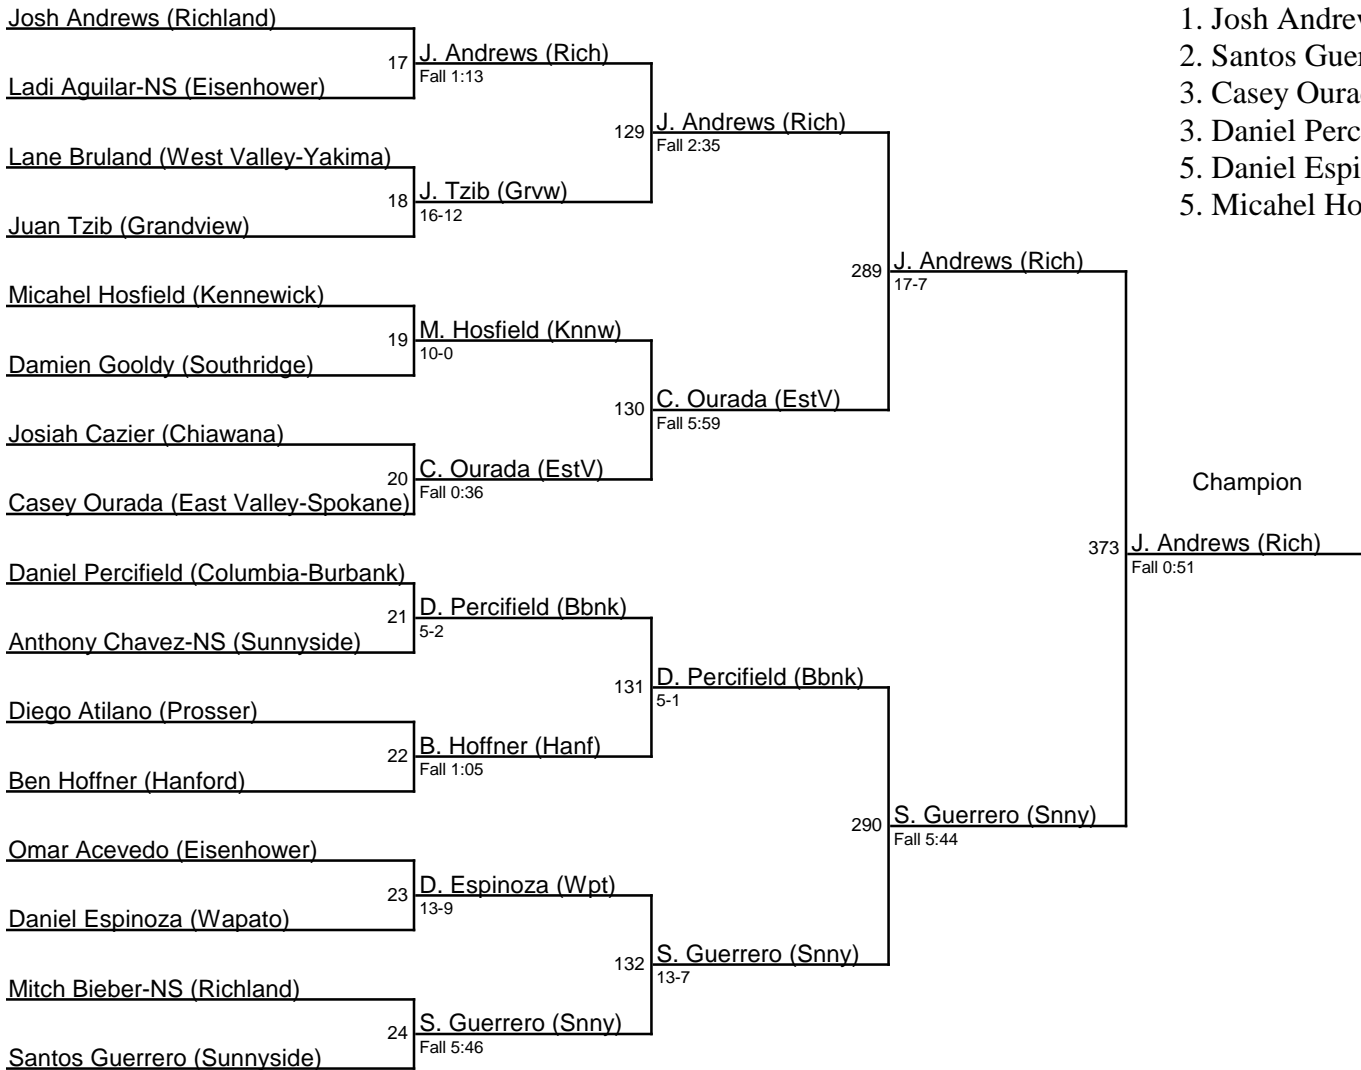 Josh Andrews (Richland)
17
J. Andrews (Rich)
Fall 1:13
Ladi Aguilar-NS (Eisenhower)
129
J. Andrews (Rich)
Fall 2:35
Lane Bruland (West Valley-Yakima)
18
J. Tzib (Grvw)
16-12
Juan Tzib (Grandview)
289
J. Andrews (Rich)
17-7
Micahel Hosfield (Kennewick)
19
M. Hosfield (Knnw)
10-0
Damien Gooldy (Southridge)
130
C. Ourada (EstV)
Fall 5:59
Josiah Cazier (Chiawana)
20
C. Ourada (EstV)
Fall 0:36
Casey Ourada (East Valley-Spokane)
Champion
373
J. Andrews (Rich)
Fall 0:51
Daniel Percifield (Columbia-Burbank)
21
D. Percifield (Bbnk)
5-2
Anthony Chavez-NS (Sunnyside)
131
D. Percifield (Bbnk)
5-1
Diego Atilano (Prosser)
22
B. Hoffner (Hanf)
Fall 1:05
Ben Hoffner (Hanford)
290
S. Guerrero (Snny)
Fall 5:44
Omar Acevedo (Eisenhower)
23
D. Espinoza (Wpt)
13-9
Daniel Espinoza (Wapato)
132
S. Guerrero (Snny)
13-7
Mitch Bieber-NS (Richland)
24
S. Guerrero (Snny)
Fall 5:46
Santos Guerrero (Sunnyside)
1. Josh
2. Santos
3. Casey
3. Daniel
5. Daniel
5. Micahel